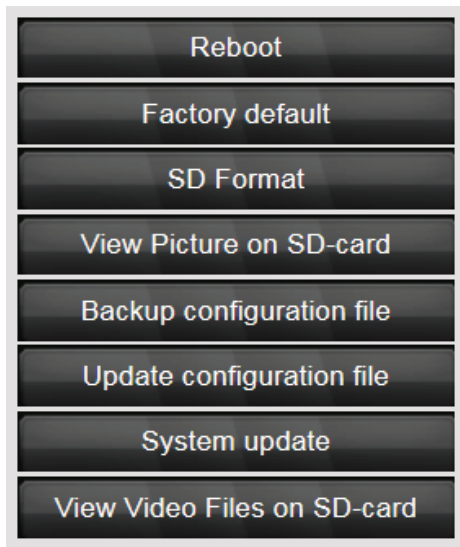 Reboot
Factory default
SD Format
View Picture on SD-card
Backup configuration file
Update configuration file
System update
View Video Files on SD-card